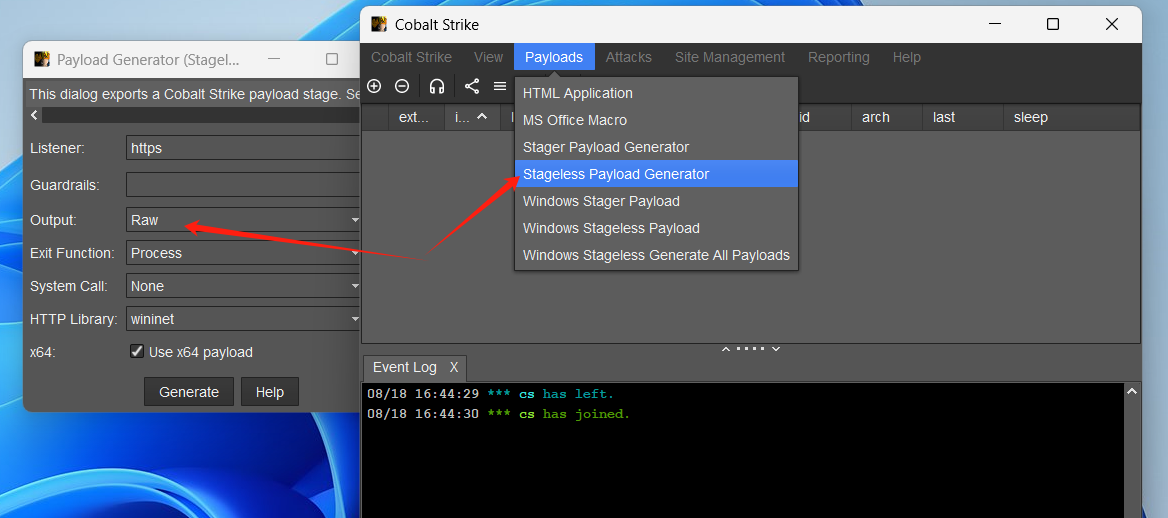 Cobalt Strike
Payload Generator (Stagel...
Cobalt Strike View Payloads Attacks Site Management Reporting Help
This dialog exports a Cobalt Strike payload stage. Se
Listener: https
Guardrails:
Output: Raw
Exit Function: Process
System Call: None
HTTP Library: wininet
x64: Use x64 payload
Generate Help
HTML Application
MS Office Macro
Stager Payload Generator
Stageless Payload Generator
Windows Stager Payload
Windows Stageless Payload
Windows Stageless Generate All Payloads
ext... i... arch last sleep
Event Log X
08/18 16:44:29 *** cs has left.
08/18 16:44:30 *** cs has joined.